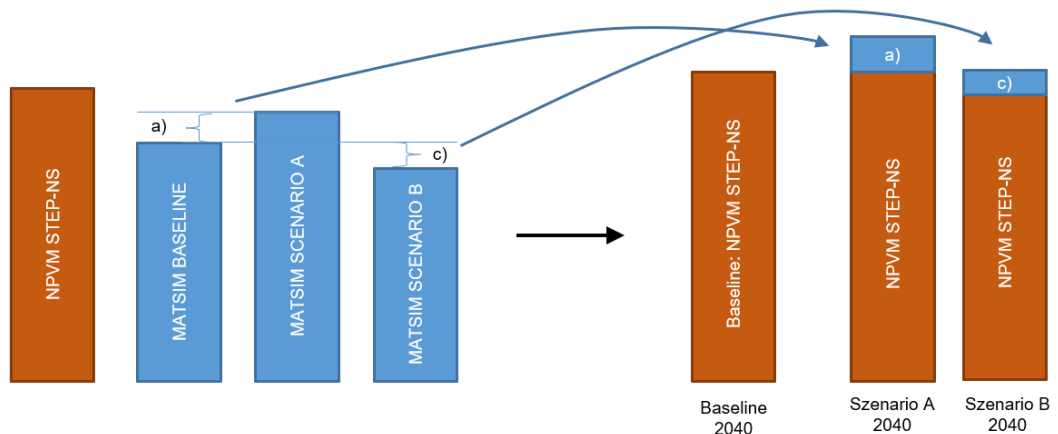 NPVM STEP-NS
a)
MATSIM BASELINE
MATSIM SCENARIO A
c)
MATSIM SCENARIO B
Baseline: NPVM STEP-NS
a)
NPVM STEP-NS
c)
NPVM STEP-NS
Baseline
2040
Szenario A
2040
Szenario B
2040